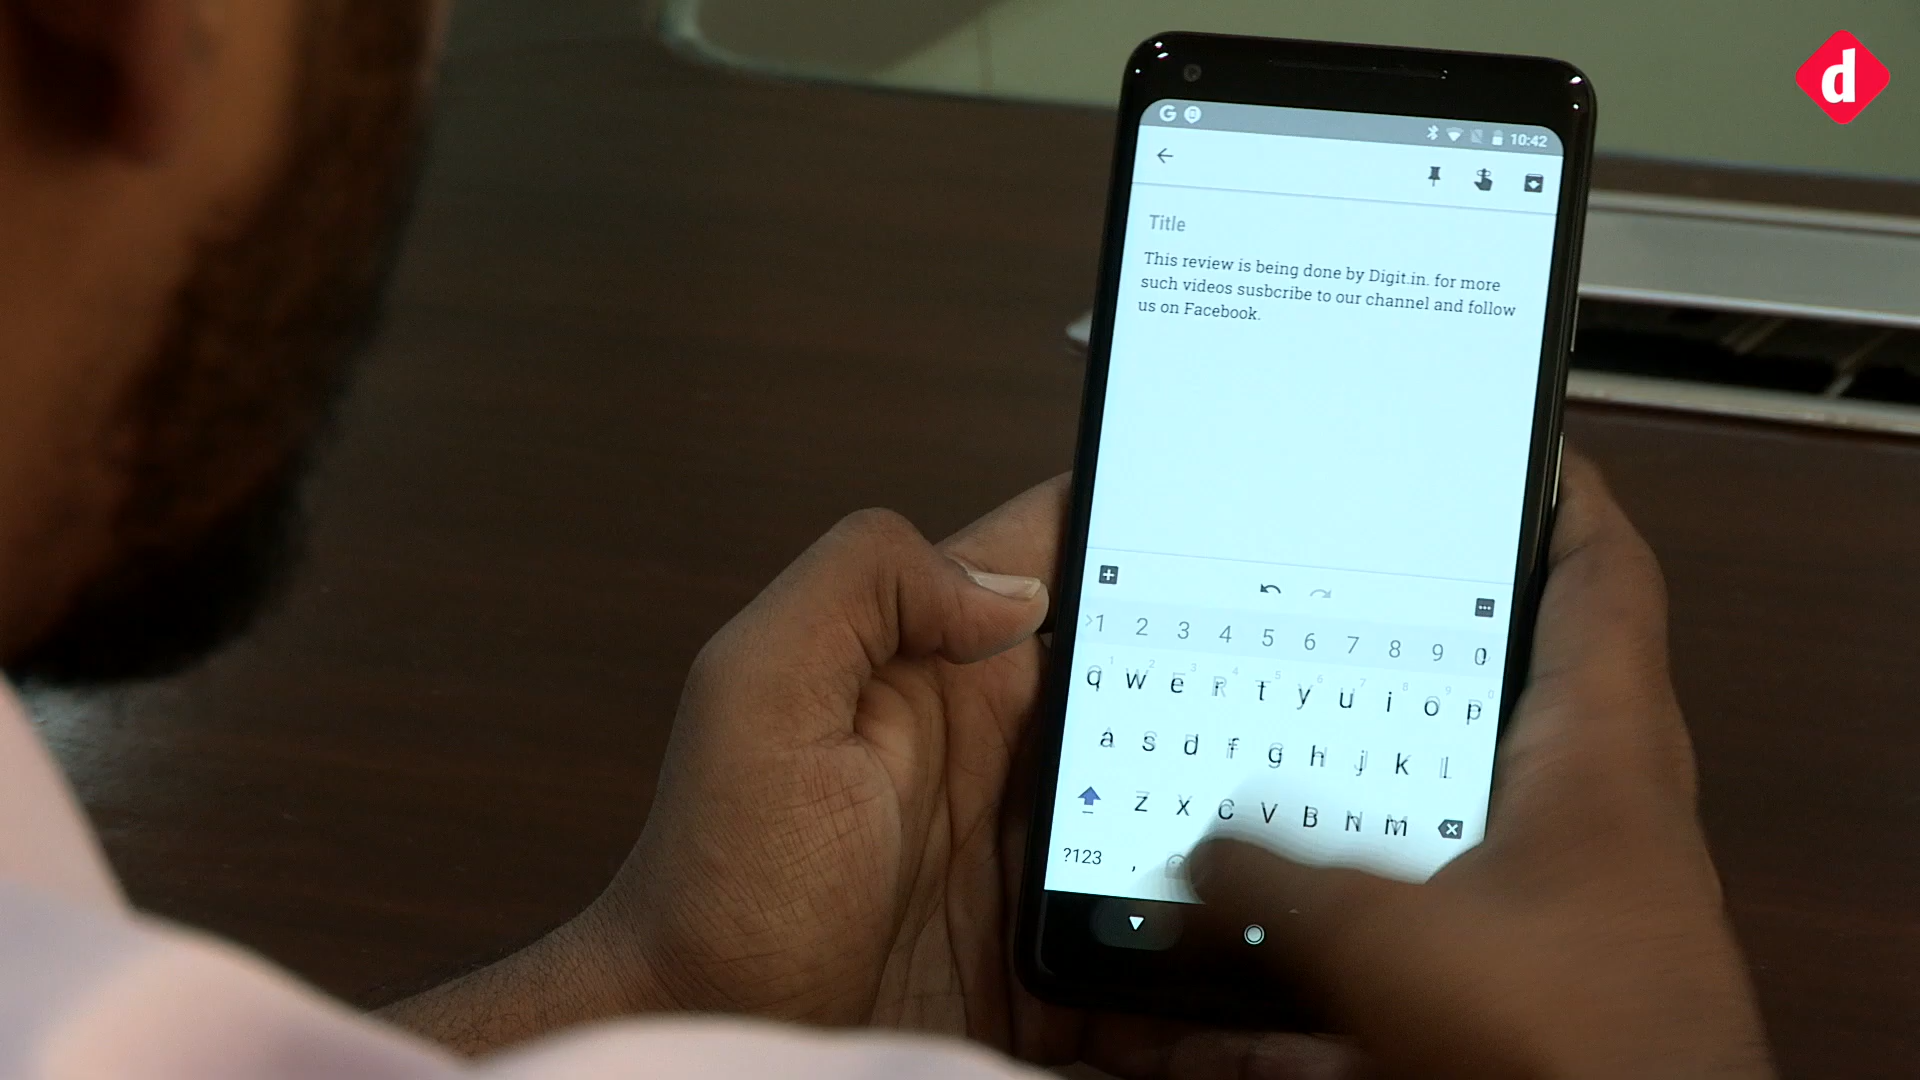 d
10:42
Title
This review is being done by Digit.in. for more
such videos susbcribe to our channel and follow
us on Facebook.
1 2 3 4 5 6 7 8 9 0
q w e r t y u i o p
a s d f g h j k l
z x c v B N M
?123 ,